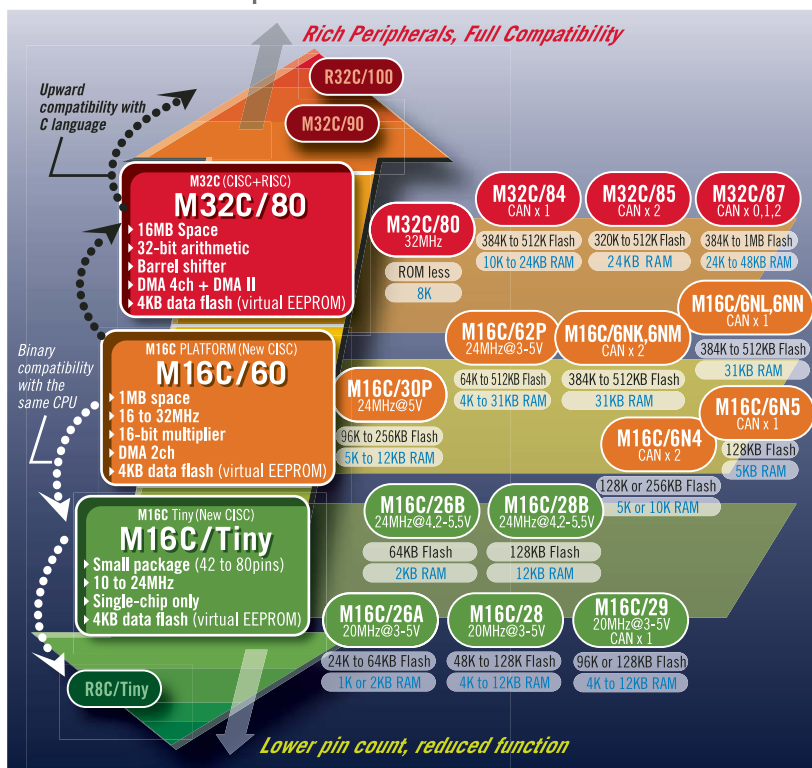 Rich Peripherals, Full Compatibility
R32C/100
M32C/90
Upward
compatibility with
C language
M32C (CISC+RISC)
M32C/80
16MB Space
32-bit arithmetic
Barrel shifter
DMA 4ch + DMA II
4KB data flash (virtual EEPROM)
M32C/80
32MHz
ROM less
8K
M32C/84
CAN x 1
384K to 512K Flash
10K to 24KB RAM
M32C/85
CAN x 2
320K to 512K Flash
24KB RAM
M32C/87
CAN x 0,1,2
384K to 1MB Flash
24K to 48KB RAM
Binary
compatibility
with the
same CPU
M16C PLATFORM (New CISC)
M16C/60
1MB space
16 to 32MHz
16-bit multiplier
DMA 2ch
4KB data flash (virtual EEPROM)
M16C/30P
24MHz@5V
96K to 256KB Flash
5K to 12KB RAM
M16C/62P
24MHz@3-5V
64K to 512KB Flash
4K to 31KB RAM
M16C/6NK,6NM
CAN x 2
384K to 512KB Flash
31KB RAM
M16C/6NL,6NN
CAN x 1
384K to 512KB Flash
31KB RAM
M16C/6N4
CAN x 2
128K or 256KB Flash
5K or 10K RAM
M16C/6N5
CAN x 1
128KB Flash
5KB RAM
M16C Tiny (New CISC)
M16C/Tiny
Small package (42 to 80pins)
10 to 24MHz
Single-chip only
4KB data flash (virtual EEPROM)
M16C/26B
24MHz@4.2-5.5V
64KB Flash
2KB RAM
M16C/28B
24MHz@4.2-5.5V
128KB Flash
12KB RAM
M16C/26A
20MHz@3-5V
24K to 64KB Flash
1K or 2KB RAM
M16C/28
20MHz@3-5V
48K to 128K Flash
4K to 12KB RAM
M16C/29
20MHz@3-5V
CAN x 1
96K or 128KB Flash
4K to 12KB RAM
R8C/Tiny
Lower pin count, reduced function